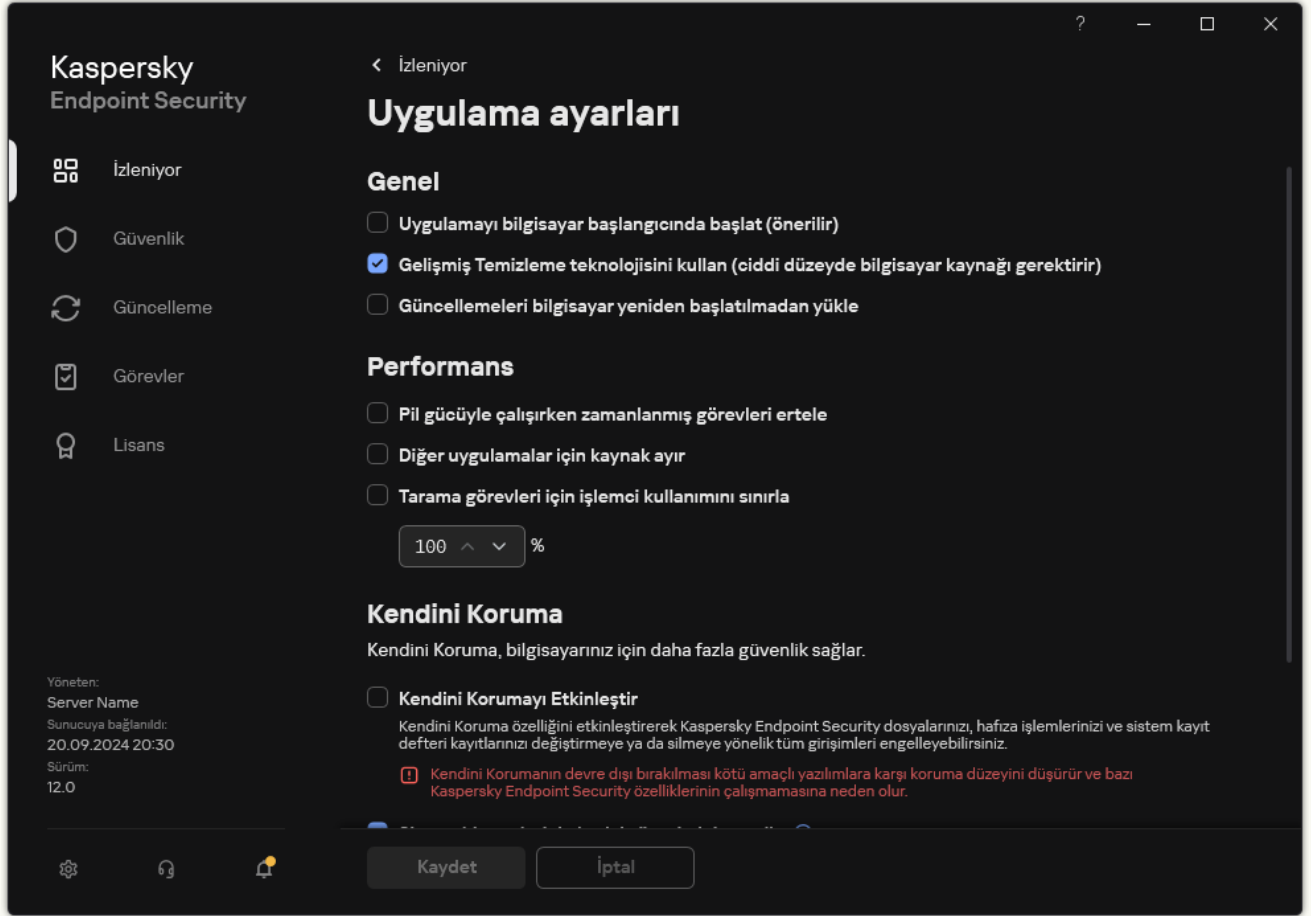 ?
Kaspersky
Endpoint Security
İzleniyor
Güvenlik
Güncelleme
Görevler
Lisans
Yöneten:
Server Name
Sunucuya bağlanıldı:
20.09.2024 20:30
Sürüm:
12.0
İzleniyor
Uygulama ayarları
Genel
Uygulamayı bilgisayar başlangıcında başlat (önerilir)
Gelişmiş Temizleme teknolojisini kullan (ciddi düzeyde bilgisayar kaynağı gerektirir)
Güncellemeleri bilgisayar yeniden başlatılmadan yükle
Performans
Pil gücüyle çalışırken zamanlanmış görevleri ertele
Diğer uygulamalar için kaynak ayır
Tarama görevleri için işlemci kullanımını sınırla
100 %
Kendini Koruma
Kendini Koruma, bilgisayarınız için daha fazla güvenlik sağlar.
Kendini Korumayı Etkinleştir
Kendini Koruma özelliğini etkinleştirerek Kaspersky Endpoint Security dosyalarınızı, hafıza işlemlerinizi ve sistem kayıt
defteri kayıtlarınızı değiştirmeye ya da silmeye yönelik tüm girişimleri engelleyebilirsiniz.
Kendini Korumanın devre dışı bırakılması kötü amaçlı yazılımlara karşı koruma düzeyini düşürür ve bazı
Kaspersky Endpoint Security özelliklerinin çalışmamasına neden olur.
Kaydet
İptal